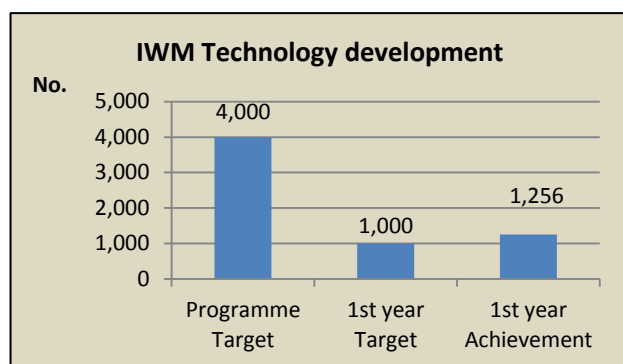 IWM Technology development
No.
5,000
4,000
3,000
2,000
1,000
0
4,000
1,000
1,256
Programme Target
1st year Target
1st year Achievement